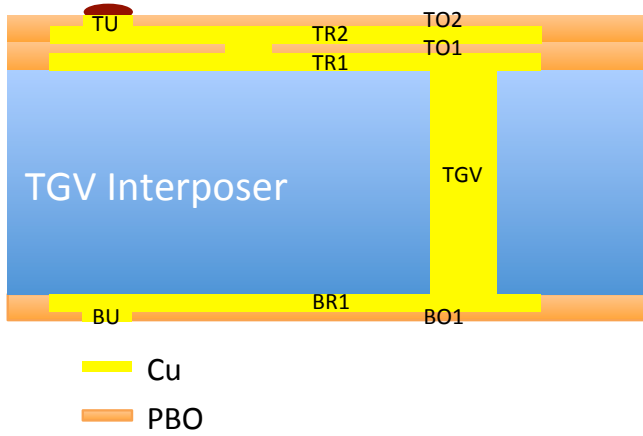 TU
TR2
TO2
TO1
TR1
TGV Interposer
TGV
BR1
BU
BO1
Cu
PBO